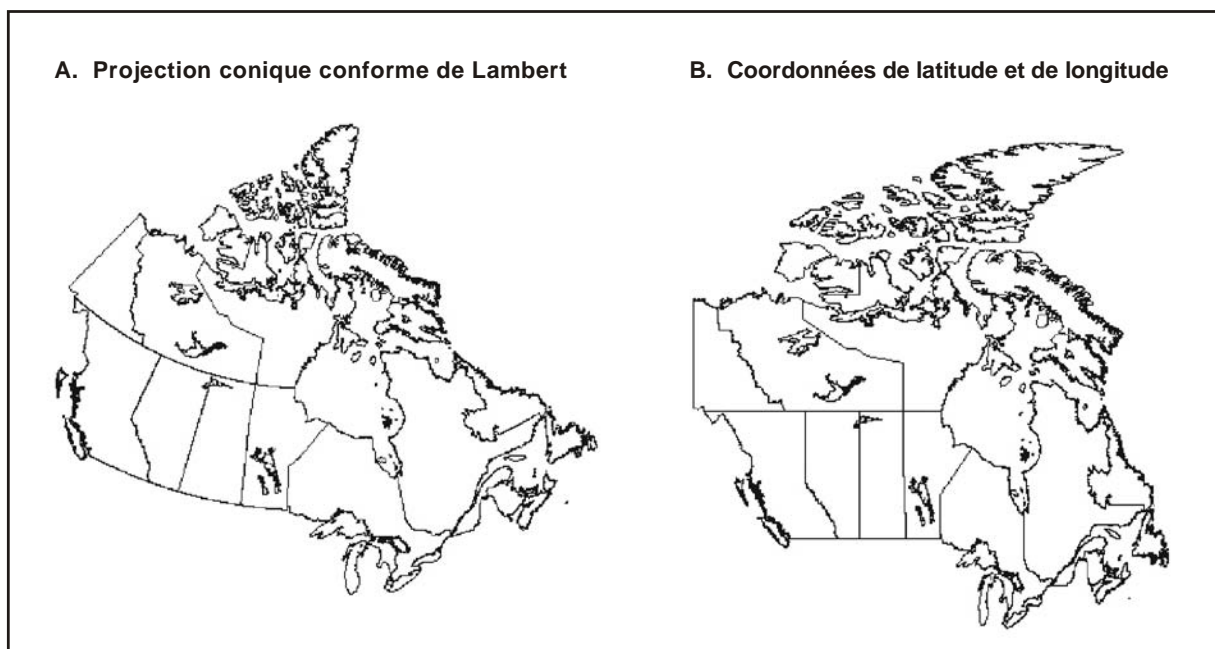 A. Projection conique conforme de Lambert
B. Coordonnées de latitude et de longitude